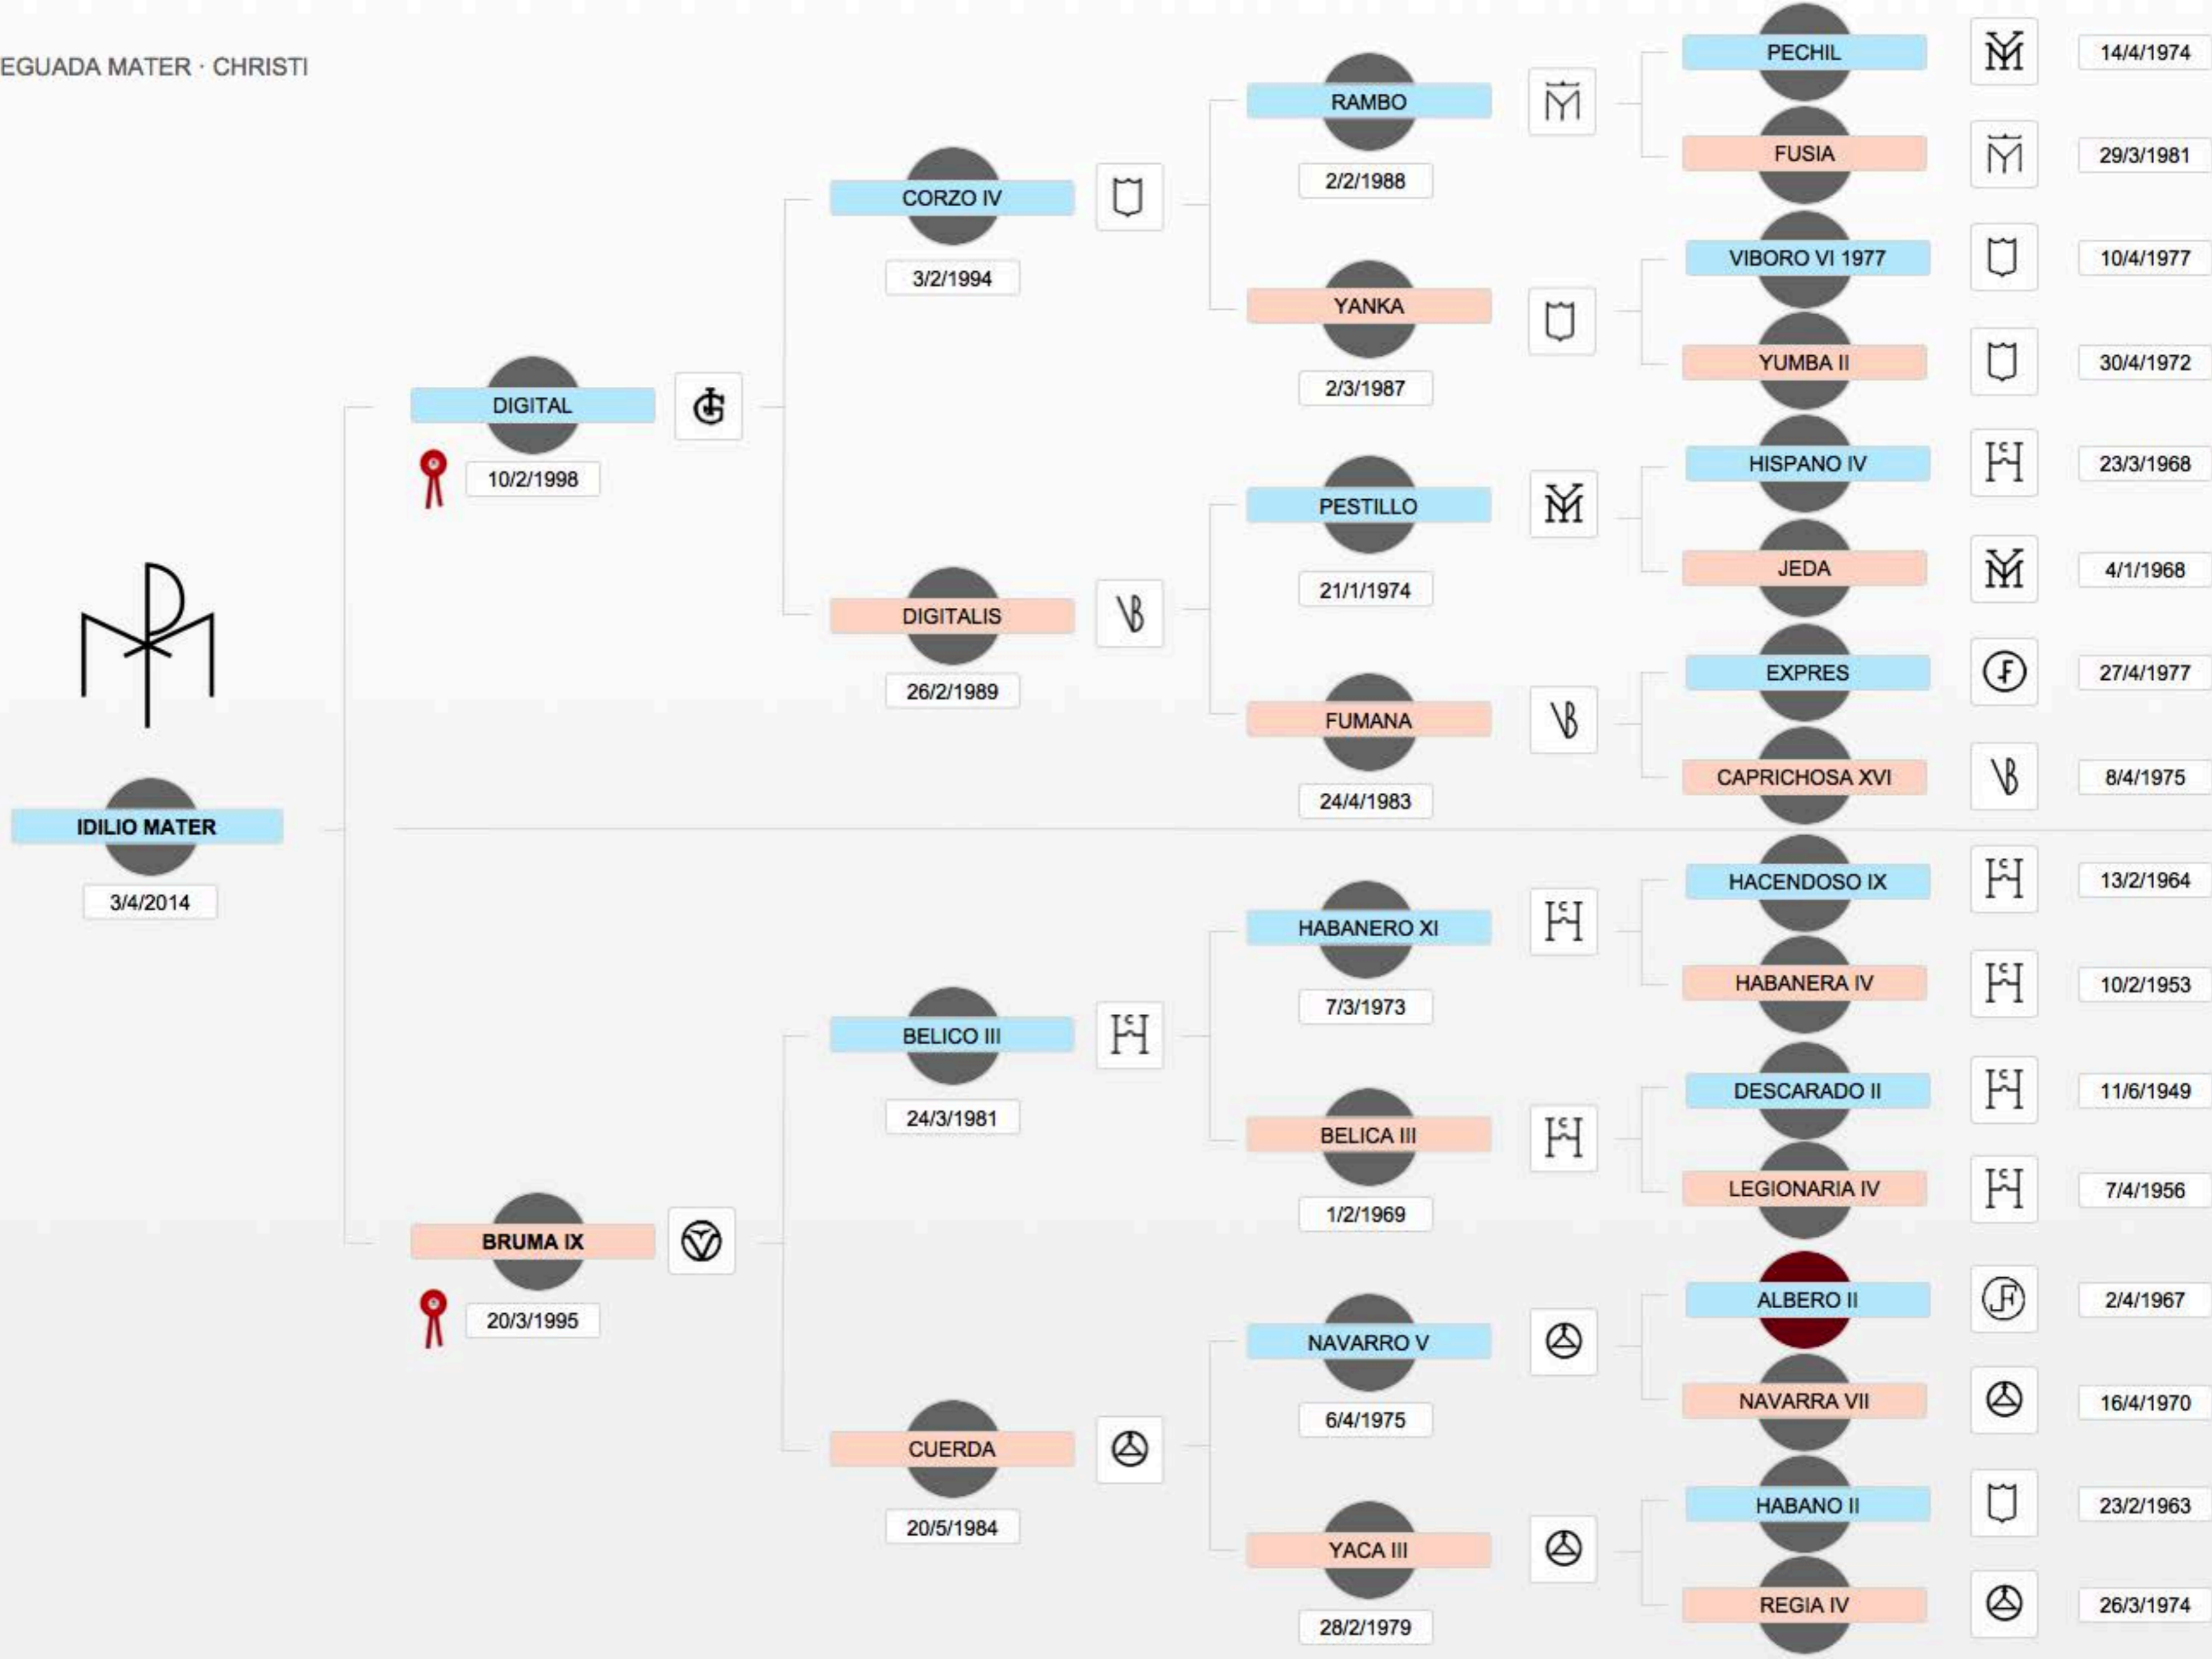 EGUADA MATER · CHRISTI
IDILIO MATER
3/4/2014
DIGITAL
10/2/1998
BRUMA IX
20/3/1995
CORZO IV
3/2/1994
DIGITALIS
26/2/1989
BELICO III
24/3/1981
CUERDA
20/5/1984
RAMBO
2/2/1988
YANKA
2/3/1987
PESTILLO
21/1/1974
FUMANA
24/4/1983
HABANERO XI
7/3/1973
BELICA III
1/2/1969
NAVARRO V
6/4/1975
YACA III
28/2/1979
PECHIL
14/4/1974
FUSIA
29/3/1981
VIBORO VI 1977
10/4/1977
YUMBA II
30/4/1972
HISPANO IV
23/3/1968
JEDA
4/1/1968
EXPRES
27/4/1977
CAPRICHOSA XVI
8/4/1975
HACENDOSO IX
13/2/1964
HABANERA IV
10/2/1953
DESCARADO II
11/6/1949
LEGIONARIA IV
7/4/1956
ALBERO II
2/4/1967
NAVARRA VII
16/4/1970
HABANO II
23/2/1963
REGIA IV
26/3/1974